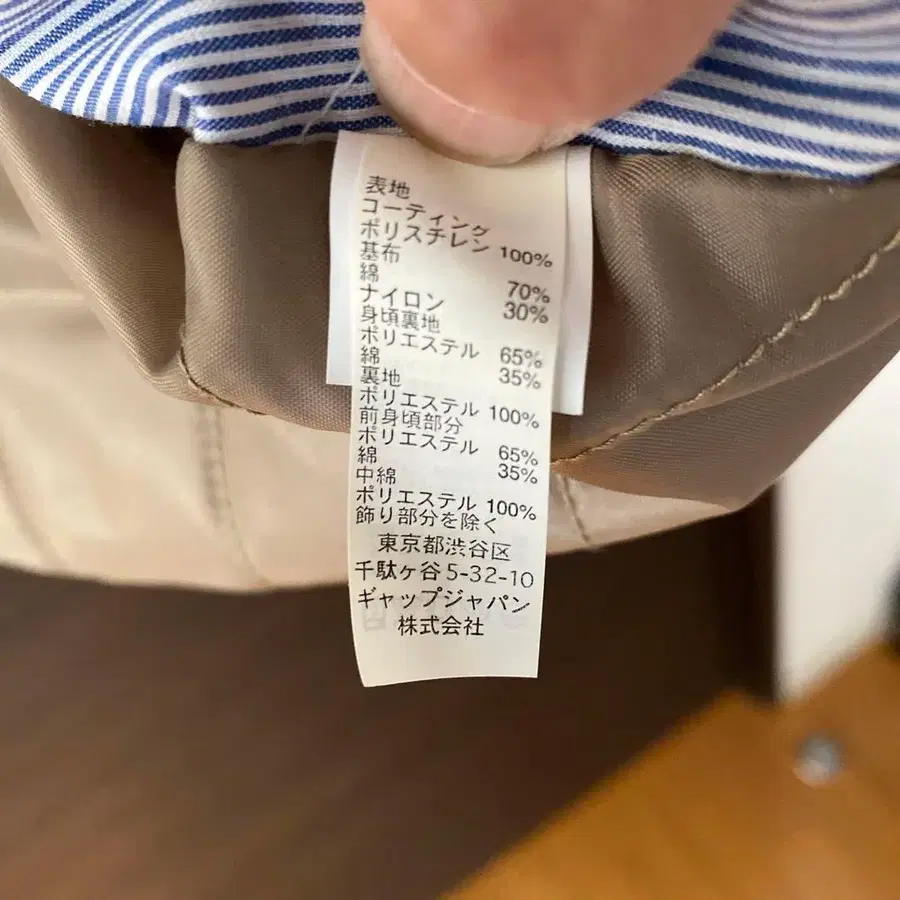 表地
コーティング
ポリスチレン 100%
基布
綿 70%
ナイロン 30%
身頃裏地
ポリエステル 65%
綿 35%
裏地
ポリエステル 100%
前身頃部分
ポリエステル 65%
綿 35%
中綿
ポリエステル 100%
飾り部分を除く
東京都渋谷区
千駄ヶ谷5-32-10
ギャップジャパン
株式会社